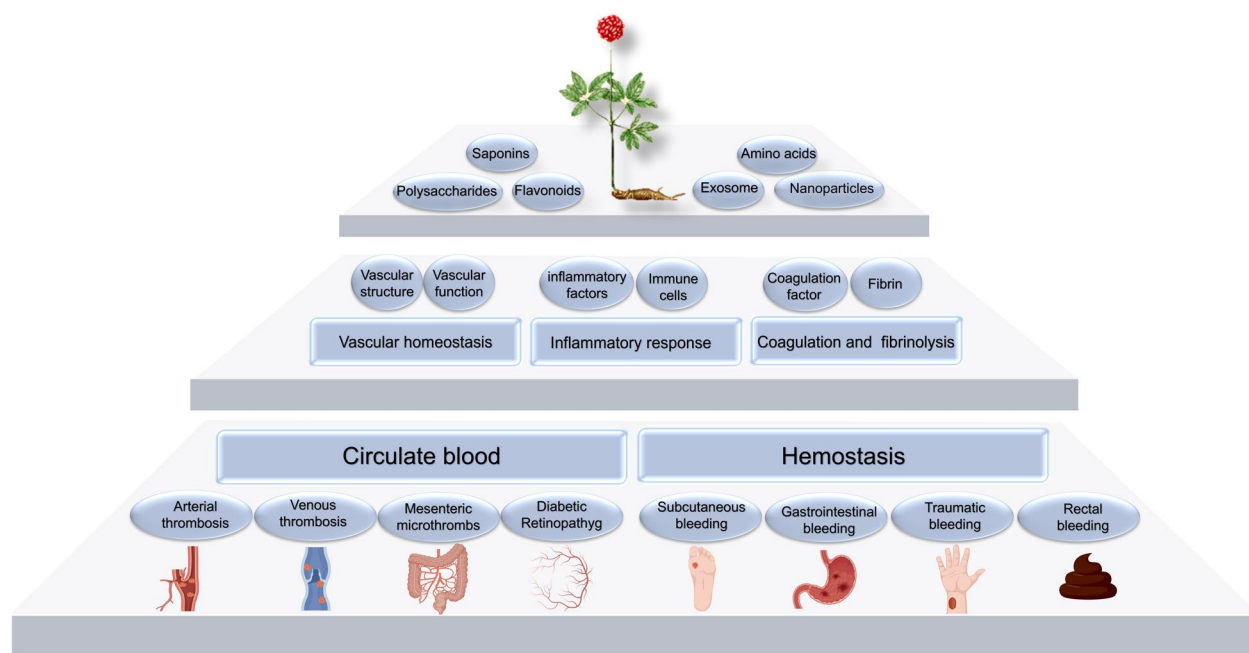 Saponins
Amino acids
Polysaccharides
Flavonoids
Exosome
Nanoparticles
Vascular
structure
Vascular
function
inflammatory
factors
Immune
cells
Coagulation
factor
Fibrin
Vascular homeostasis
Inflammatory response
Coagulation and fibrinolysis
Circulate blood
Hemostasis
Arterial
thrombosis
Venous
thrombosis
Mesenteric
microthrombs
Diabetic
Retinopathyg
Subcutaneous
bleeding
Gastrointestinal
bleeding
Traumatic
bleeding
Rectal
bleeding